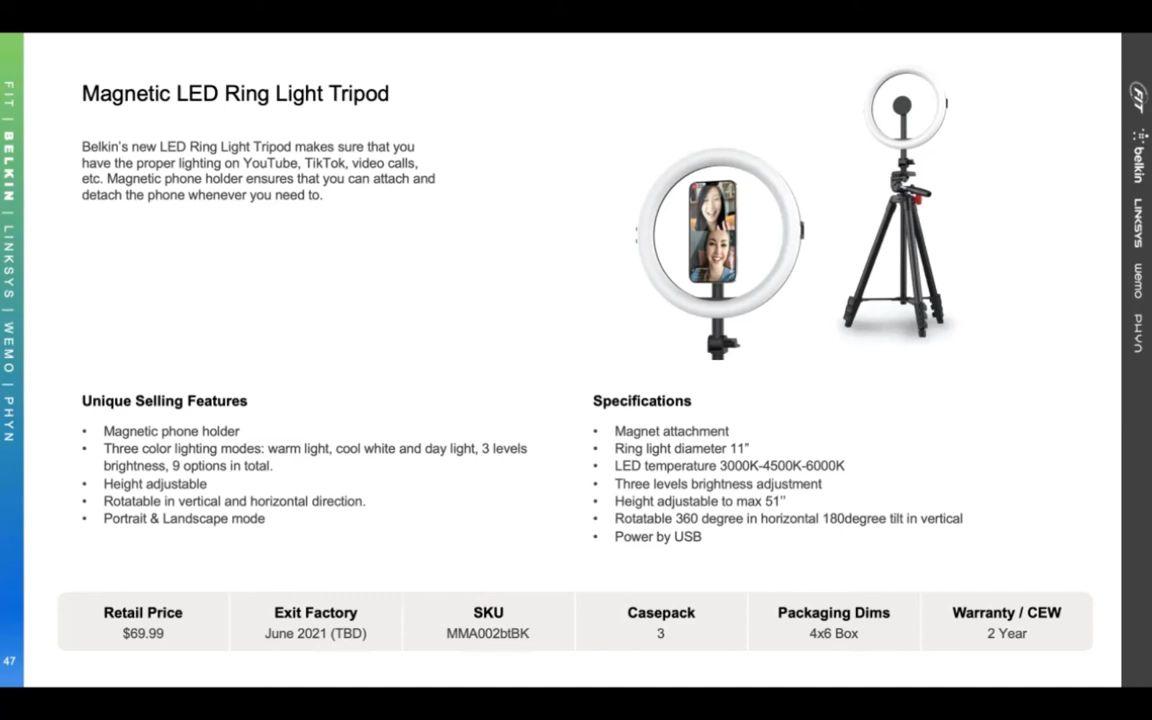 FIT | BELKIN | LINKSYS | WEMO | PHYN
47
Magnetic LED Ring Light Tripod
Belkin's new LED Ring Light Tripod makes sure that you
have the proper lighting on YouTube, TikTok, video calls,
etc. Magnetic phone holder ensures that you can attach and
detach the phone whenever you need to.
Unique Selling Features
• Magnetic phone holder
• Three color lighting modes: warm light, cool white and day light, 3 levels
brightness, 9 options in total.
• Height adjustable
• Rotatable in vertical and horizontal direction.
• Portrait & Landscape mode
Specifications
• Magnet attachment
• Ring light diameter 11"
• LED temperature 3000K-4500K-6000K
• Three levels brightness adjustment
• Height adjustable to max 51''
• Rotatable 360 degree in horizontal 180degree tilt in vertical
• Power by USB
Retail Price
$69.99
Exit Factory
June 2021 (TBD)
SKU
MMA002btBK
Casepack
3
Packaging Dims
4x6 Box
Warranty / CEW
2 Year
FIT
belkin
LINKSYS
wemo
PHYN